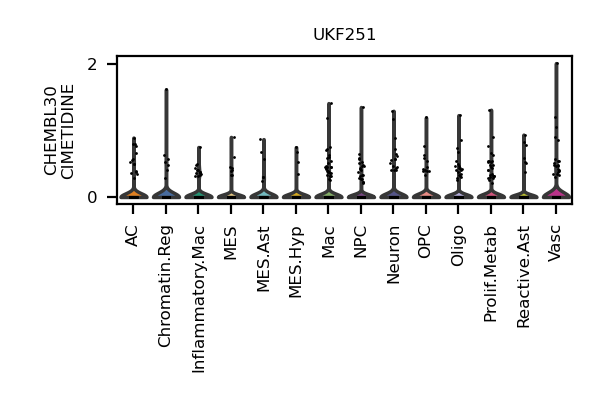 UKF251
CHEMBL30
CIMETIDINE
2
0
AC
Chromatin.Reg
Inflammatory.Mac
MES
MES.Ast
MES.Hyp
Mac
NPC
Neuron
OPC
Oligo
Prolif.Metab
Reactive.Ast
Vasc